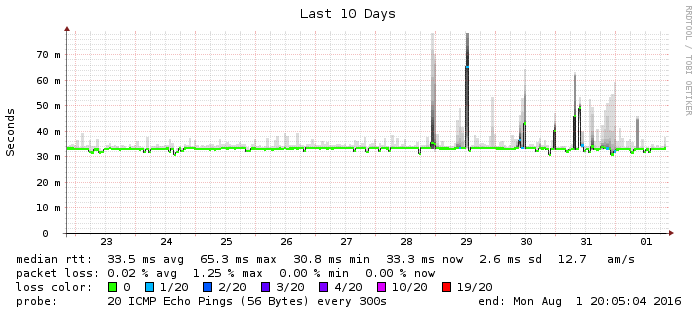 Last 10 Days
RRDTOOL / TOBI OETIKER
Seconds
70 m
60 m
50 m
40 m
30 m
20 m
10 m
0
23 24 25 26 27 28 29 30 31 01
median rtt: 33.5 ms avg 65.3 ms max 30.8 ms min 33.3 ms now 2.6 ms sd 12.7 am/s
packet loss: 0.02 % avg 1.25 % max 0.00 % min 0.00 % now
loss color: 0 1/20 2/20 3/20 4/20 10/20 19/20
probe: 20 ICMP Echo Pings (56 Bytes) every 300s end: Mon Aug 1 20:05:04 2016